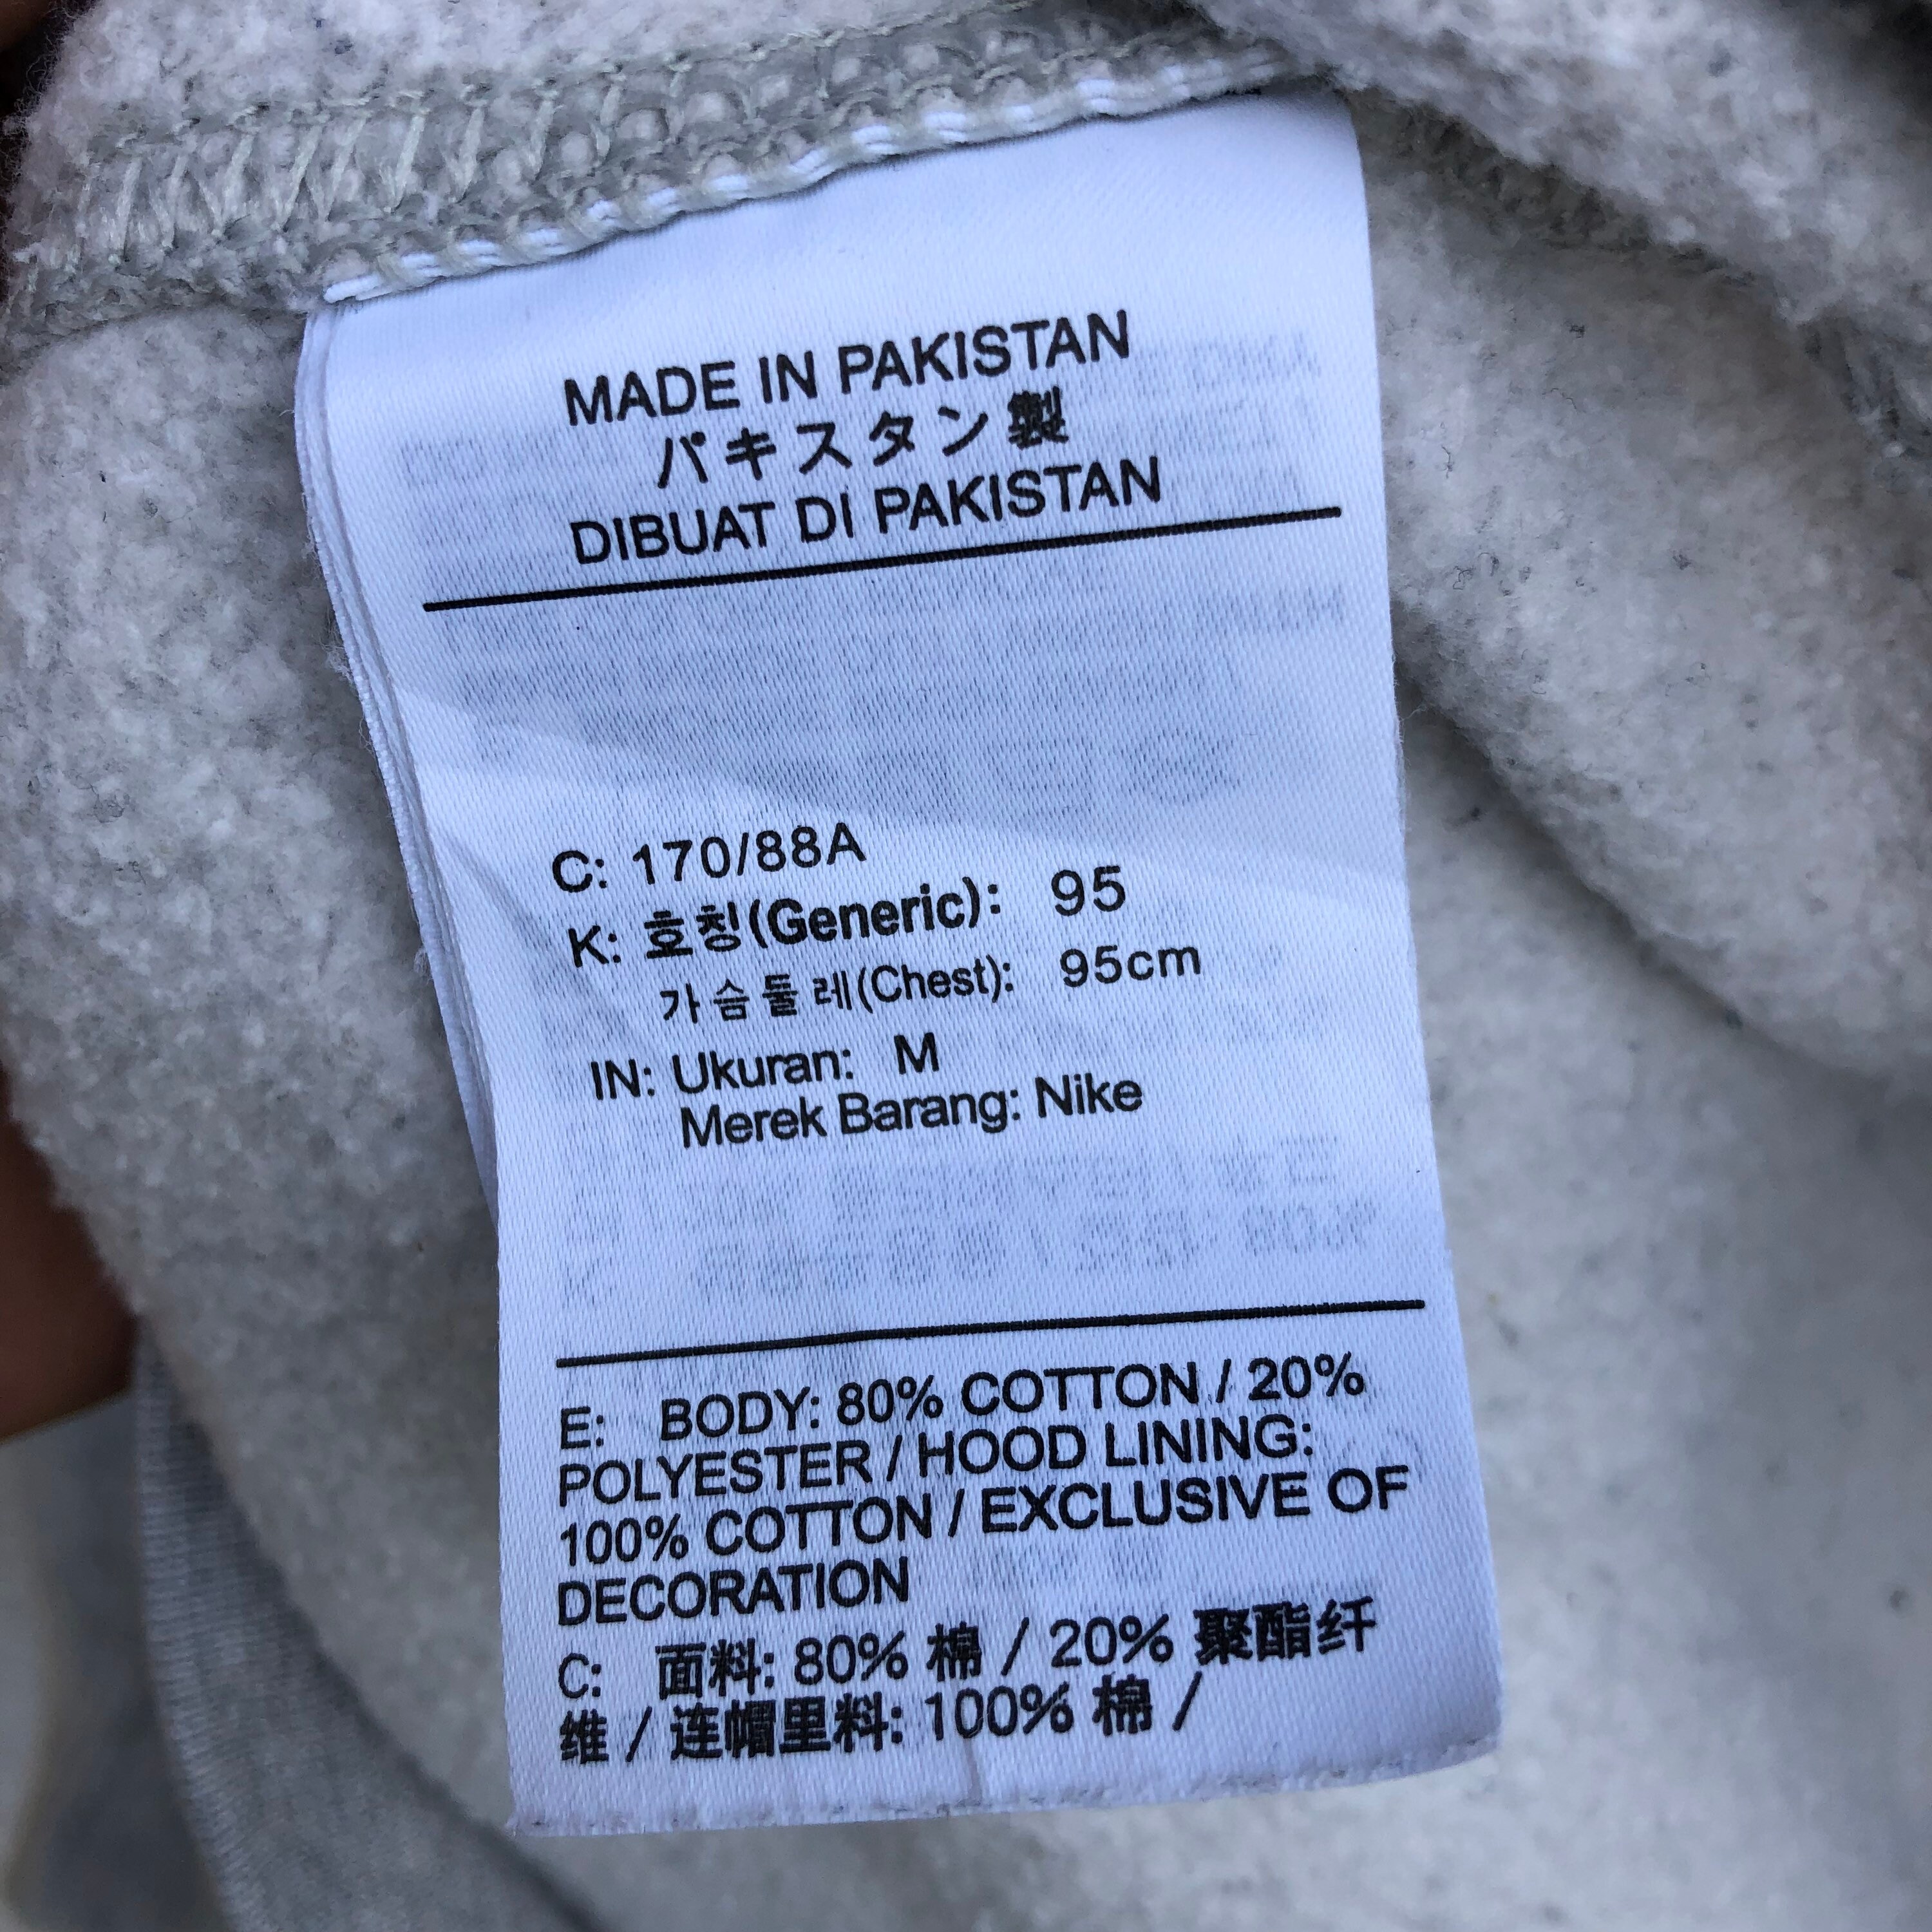 MADE IN PAKISTAN
パキスタン製
DIBUAT DI PAKISTAN
C: 170/88A
K: 호칭(Generic): 95
가슴둘레(Chest): 95cm
IN: Ukuran: M
Merek Barang: Nike
E: BODY: 80% COTTON / 20%
POLYESTER / HOOD LINING:
100% COTTON / EXCLUSIVE OF
DECORATION
C: 面料: 80% 棉 / 20% 聚酯纤
维 / 连帽里料: 100% 棉 /